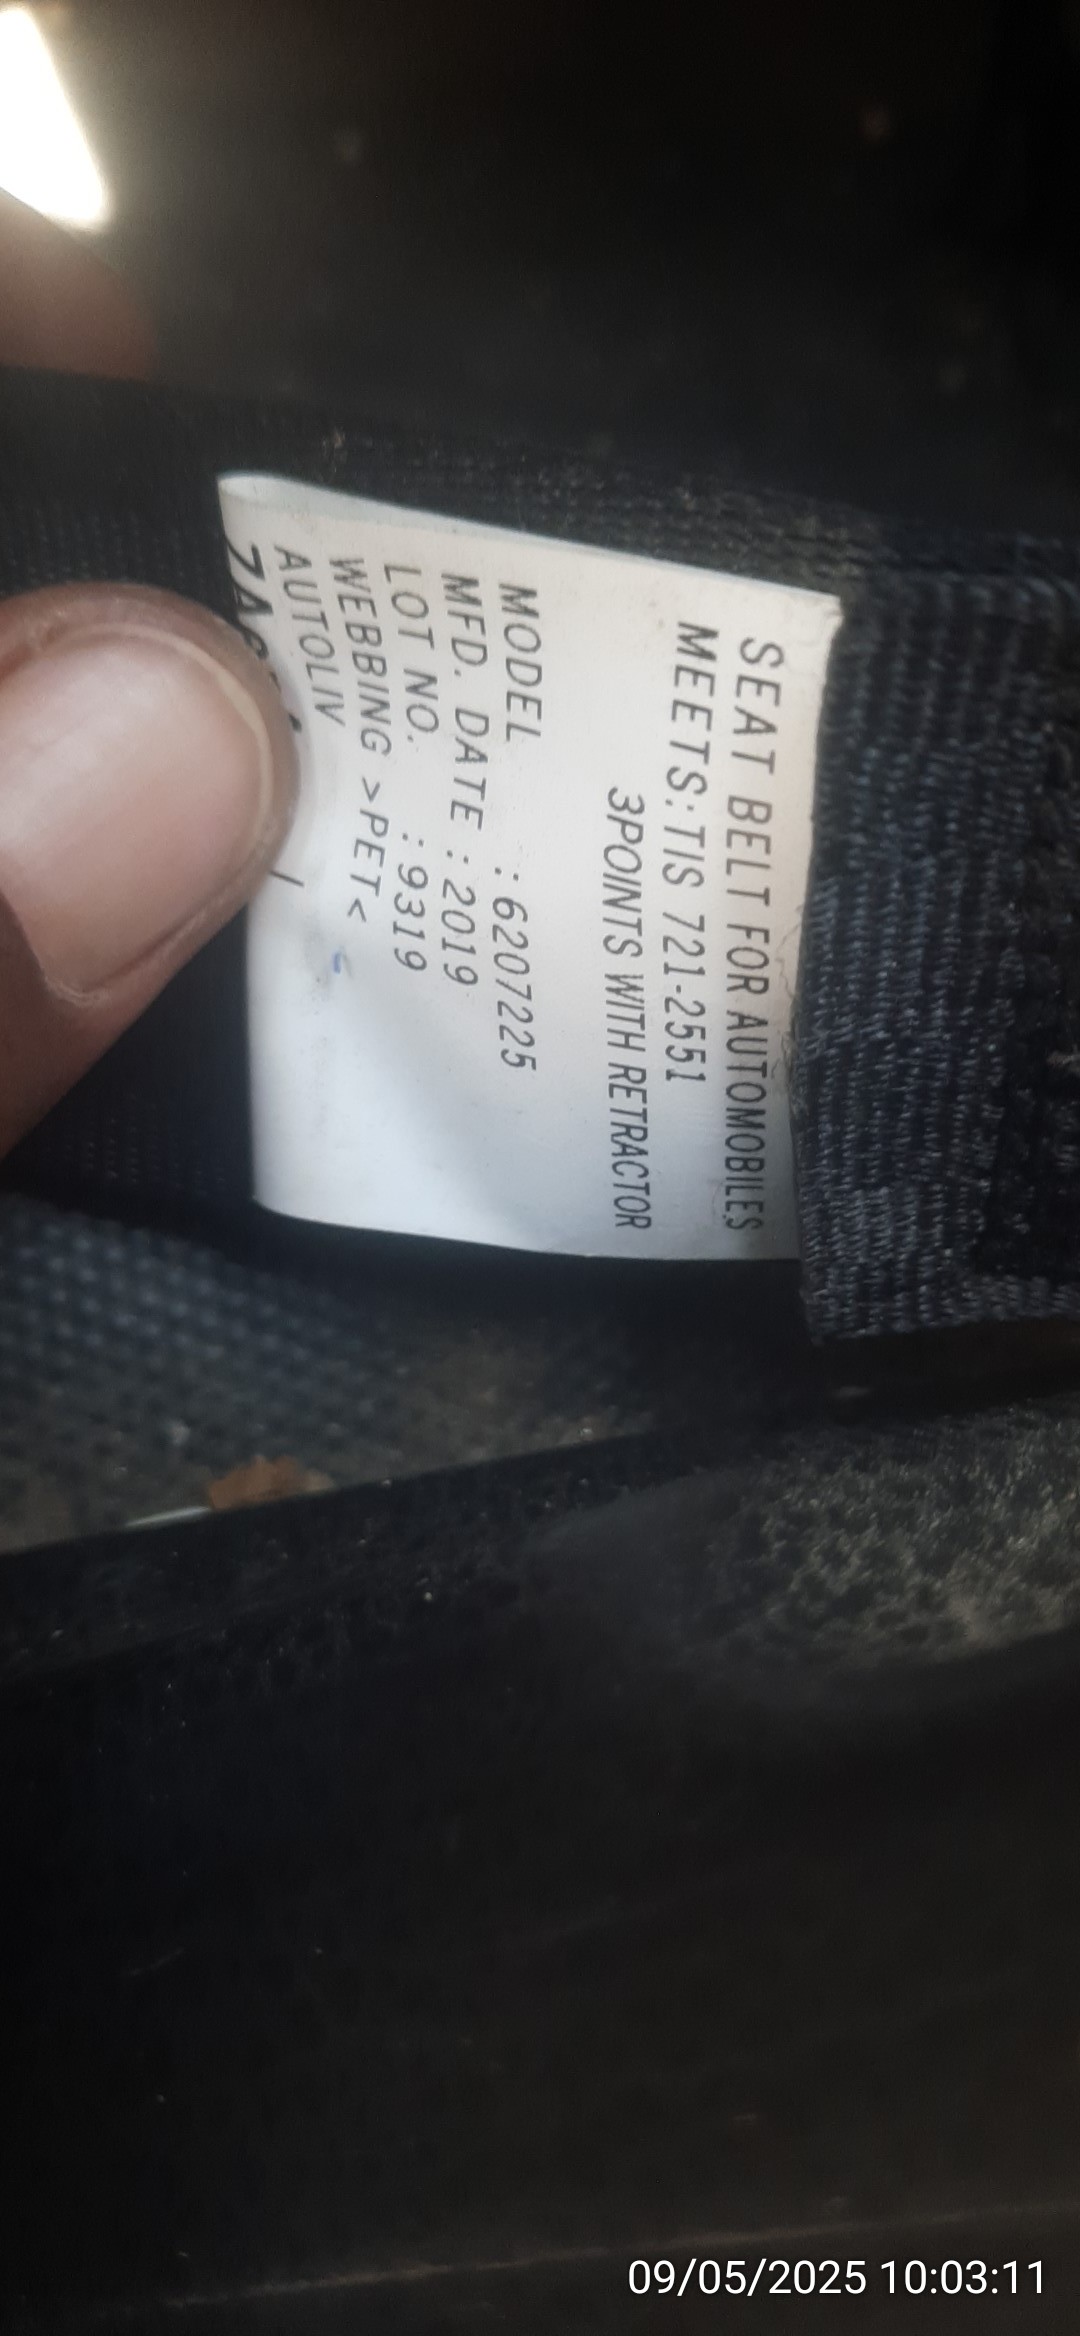 SEAT BELT FOR AUTOMOBILES
MEETS:TIS 721-2551
3POINTS WITH RETRACTOR
MODEL : 6207225
MFD. DATE : 2019
LOT NO. : 9319
WEBBING >PET<
AUTOLIV
09/05/2025 10:03:11